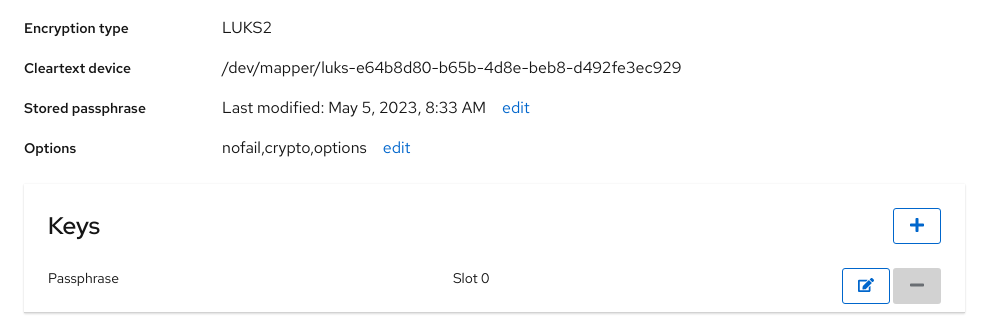 Encryption type LUKS2
Cleartext device /dev/mapper/luks-e64b8d80-b65b-4d8e-beb8-d492fe3ec929
Stored passphrase Last modified: May 5, 2023, 8:33 AM edit
Options nofail,crypto,options edit
Keys
Passphrase Slot 0